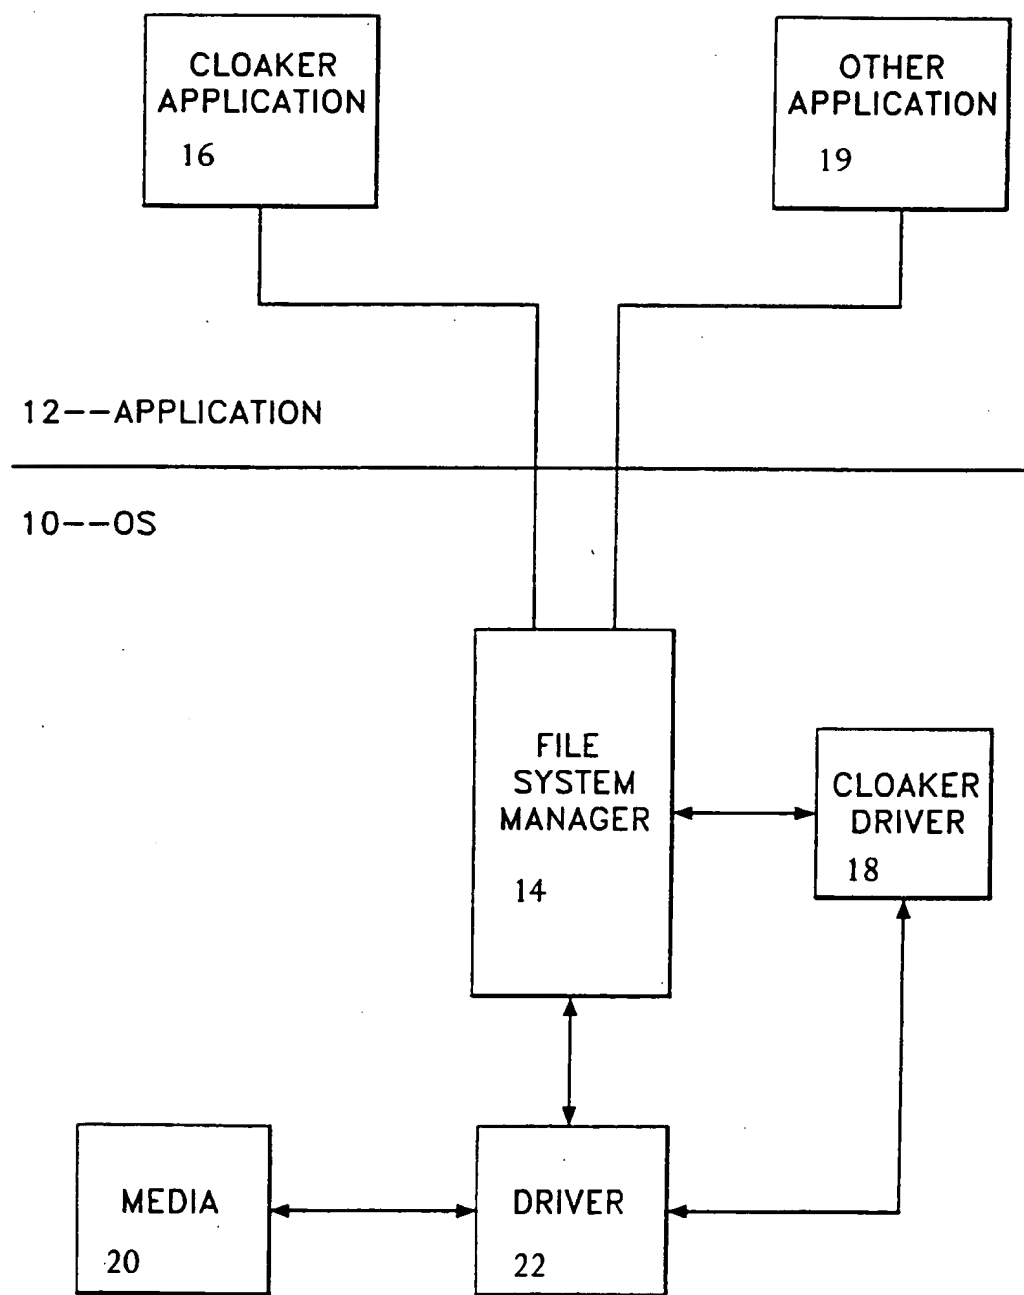 CLOAKER
APPLICATION
16
OTHER
APPLICATION
19
12--APPLICATION
10--OS
FILE
SYSTEM
MANAGER
14
CLOAKER
DRIVER
18
MEDIA
20
DRIVER
22